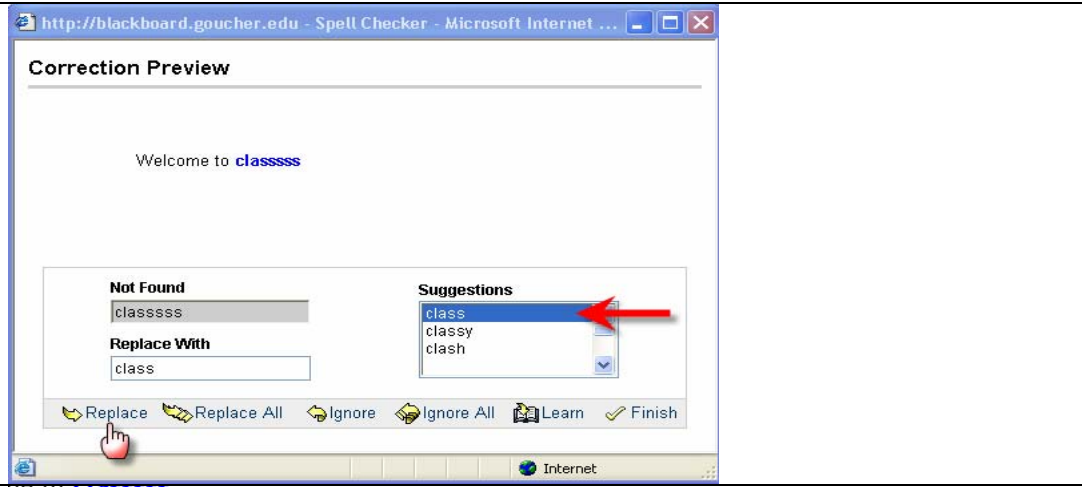 http://blackboard.goucher.edu - Spell Checker - Microsoft Internet ...
Correction Preview
Welcome to classsss
Not Found
classsss
Suggestions
class
classy
clash
Replace With
class
Replace Replace All Ignore Ignore All Learn Finish
Internet